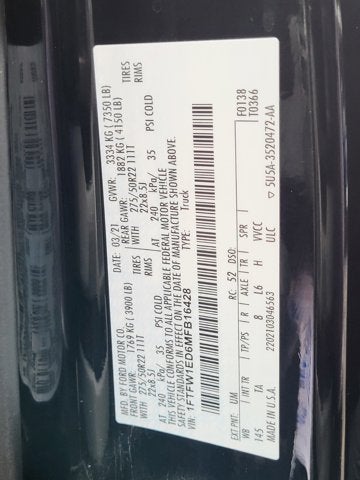 MFD. BY FORD MOTOR CO.
DATE: 03/21 GVWR: 3334 KG ( 7350 LB)
FRONT GAWR: 1769 KG ( 3900 LB) REAR GAWR: 1882 KG ( 4150 LB)
WITH 275/50R22 111T TIRES WITH 275/50R22 111T TIRES
22x8.5J RIMS 22x8.5J RIMS
AT 240 kPa/ 35 PSI COLD AT 240 kPa/ 35 PSI COLD
THIS VEHICLE CONFORMS TO ALL APPLICABLE FEDERAL MOTOR VEHICLE
SAFETY STANDARDS IN EFFECT ON THE DATE OF MANUFACTURE SHOWN ABOVE.
VIN: 1FTFW1ED6MFB16428
TYPE: Truck
F0138
T0366
EXT PNT: UM RC: 52 DSO:
WB INT TR TP/PS R AXLE TR SPR
145 TA 8 L6 H VVCC
2202103046563 ULC 5U5A-3520472-AA